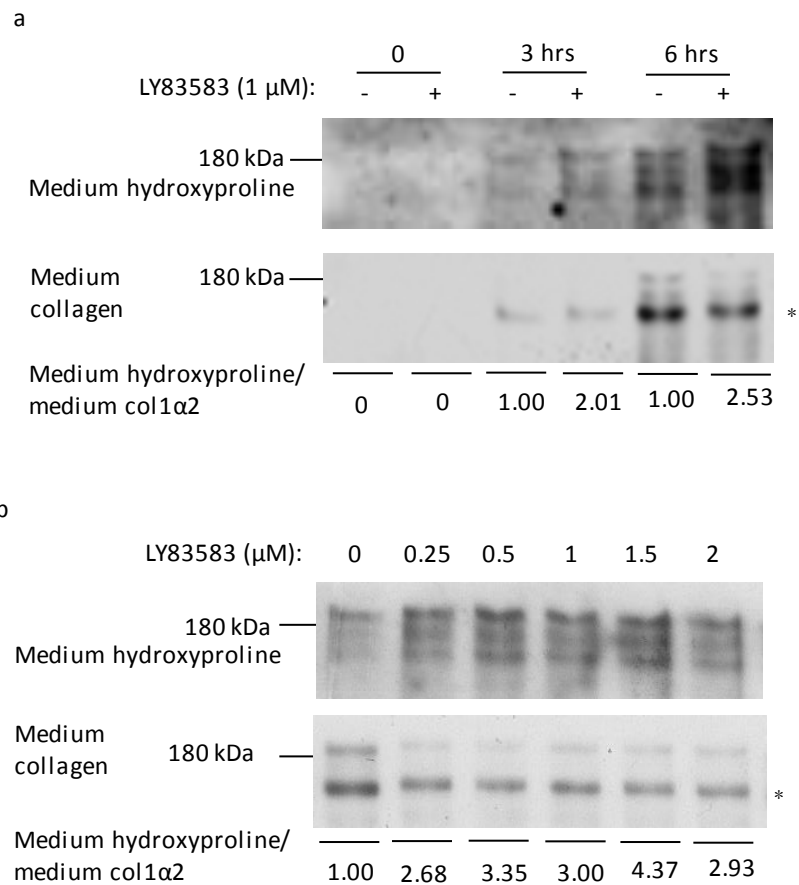 a
0 3 hrs 6 hrs
LY83583 (1 µM): - + - + - +
180 kDa
Medium hydroxyproline
Medium 180 kDa
collagen
*
Medium hydroxyproline/
medium col1α2 0 0 1.00 2.01 1.00 2.53
b
LY83583 (µM): 0 0.25 0.5 1 1.5 2
180 kDa
Medium hydroxyproline
Medium
collagen 180 kDa
*
Medium hydroxyproline/
medium col1α2 1.00 2.68 3.35 3.00 4.37 2.93